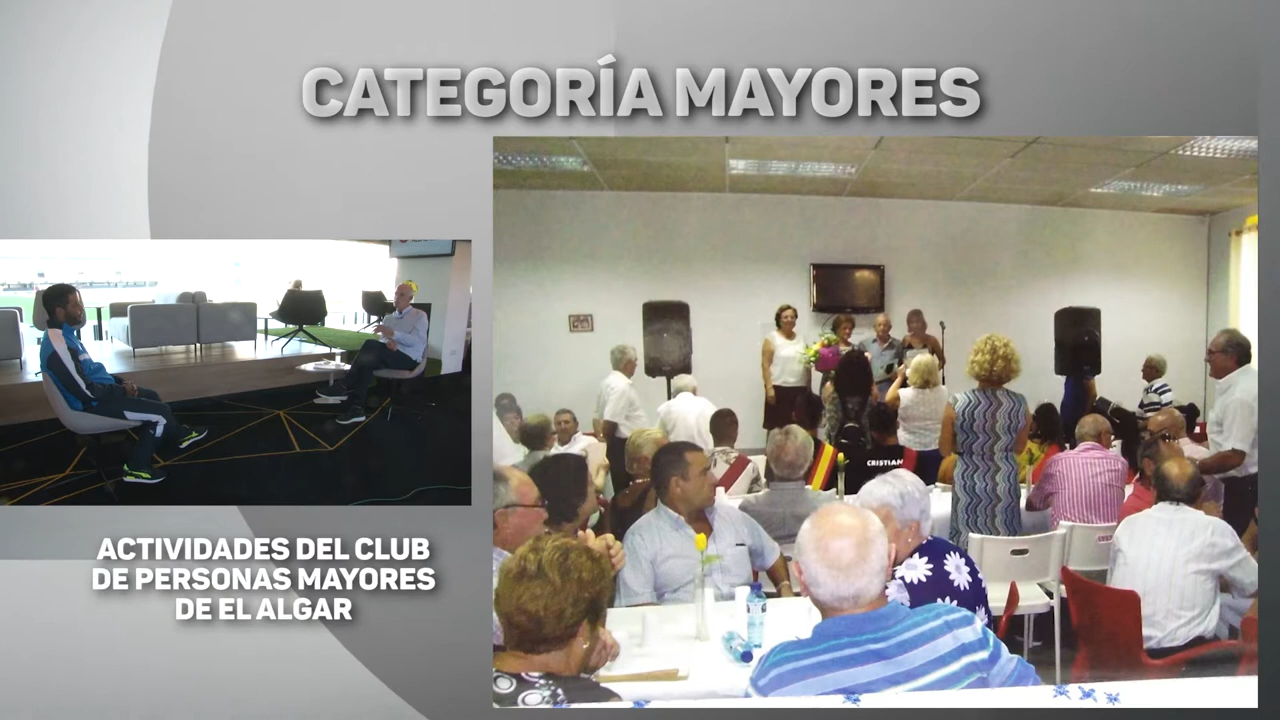 CATEGORÍA MAYORES
CRISTIAN
ACTIVIDADES DEL CLUB
DE PERSONAS MAYORES
DE EL ALGAR